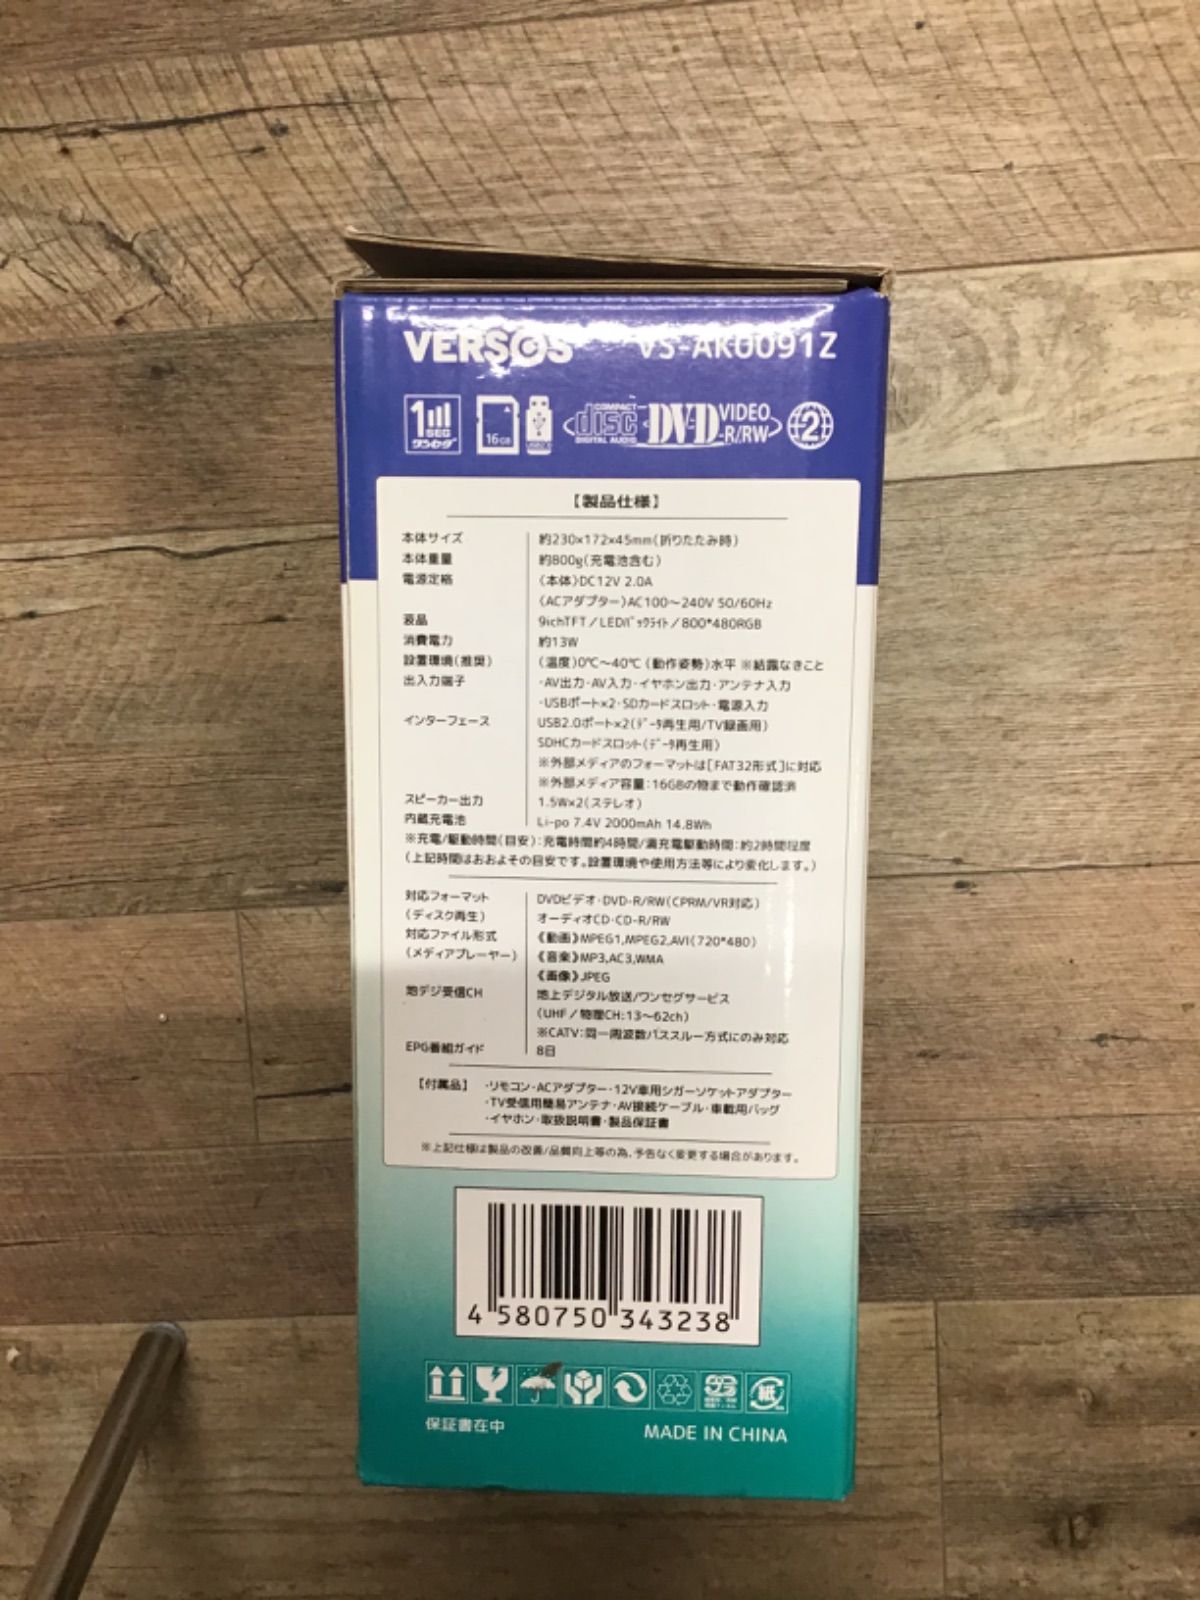 VERSOS VS-AK0091Z
1 SEG ワンセグ 16GB USB2.0 COMPACT disc DIGITAL AUDIO DVD VIDEO -R/RW 2
【製品仕様】
本体サイズ 約230×172×45mm(折りたたみ時)
本体重量 約800g(充電池含む)
電源定格 〈本体〉DC12V 2.0A
〈ACアダプター〉AC100～240V 50/60Hz
液晶 9ichTFT／LEDﾊﾞｯｸﾗｲﾄ／800*480RGB
消費電力 約13W
設置環境(推奨) 〈温度〉0℃～40℃ 〈動作姿勢〉水平 ※結露なきこと
出入力端子 ・AV出力・AV入力・イヤホン出力・アンテナ入力
・USBポート×2・SDカードスロット・電源入力
インターフェース USB2.0ポート×2(ﾃﾞｰﾀ再生用/TV録画用)
SDHCカードスロット(ﾃﾞｰﾀ再生用)
※外部メディアのフォーマットは[FAT32形式]に対応
※外部メディア容量：16GBの物まで動作確認済
スピーカー出力 1.5W×2(ステレオ)
内蔵充電池 Li-po 7.4V 2000mAh 14.8Wh
※充電/駆動時間(目安)：充電時間約4時間/満充電駆動時間：約2時間程度
(上記時間はおおよその目安です。設置環境や使用方法等により変化します。)
対応フォーマット DVDビデオ・DVD-R/RW(CPRM/VR対応)
(ディスク再生) オーディオCD・CD-R/RW
対応ファイル形式 《動画》MPEG1,MPEG2,AVI(720*480)
(メディアプレーヤー) 《音楽》MP3,AC3,WMA
《画像》JPEG
地デジ受信CH 地上デジタル放送/ワンセグサービス
(UHF／物理CH:13～62ch)
※CATV：同一周波数パススルー方式にのみ対応
EPG番組ガイド 8日
【付属品】 ・リモコン・ACアダプター・12V車用シガーソケットアダプター
・TV受信用簡易アンテナ・AV接続ケーブル・車載用バッグ
・イヤホン・取扱説明書・製品保証書
※上記仕様は製品の改善/品質向上等の為、予告なく変更する場合があります。
4 580750 343238
プラ 紙
保証書在中 MADE IN CHINA